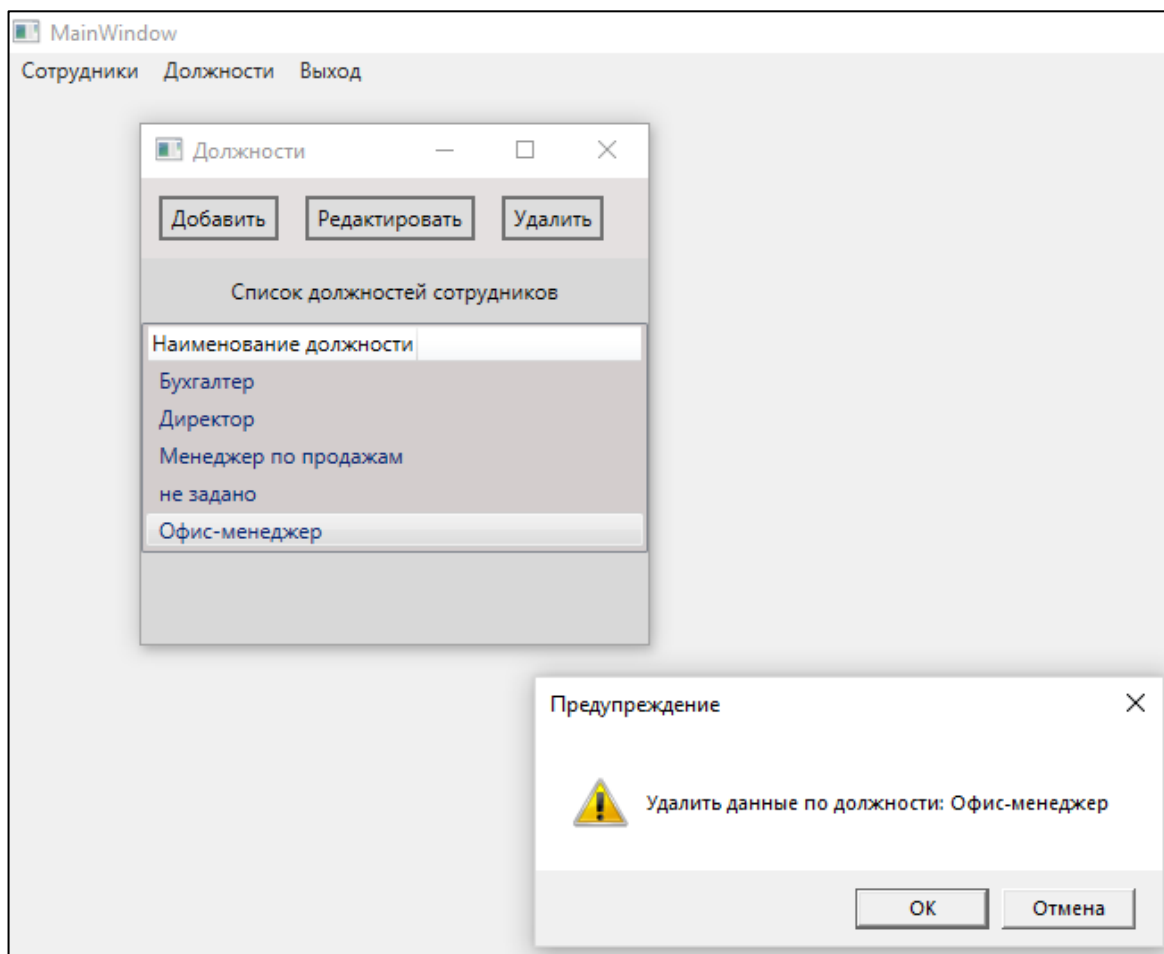 MainWindow
Сотрудники Должности Выход
Должности
Добавить Редактировать Удалить
Список должностей сотрудников
Наименование должности
Бухгалтер
Директор
Менеджер по продажам
не задано
Офис-менеджер
Предупреждение
Удалить данные по должности: Офис-менеджер
ОК Отмена